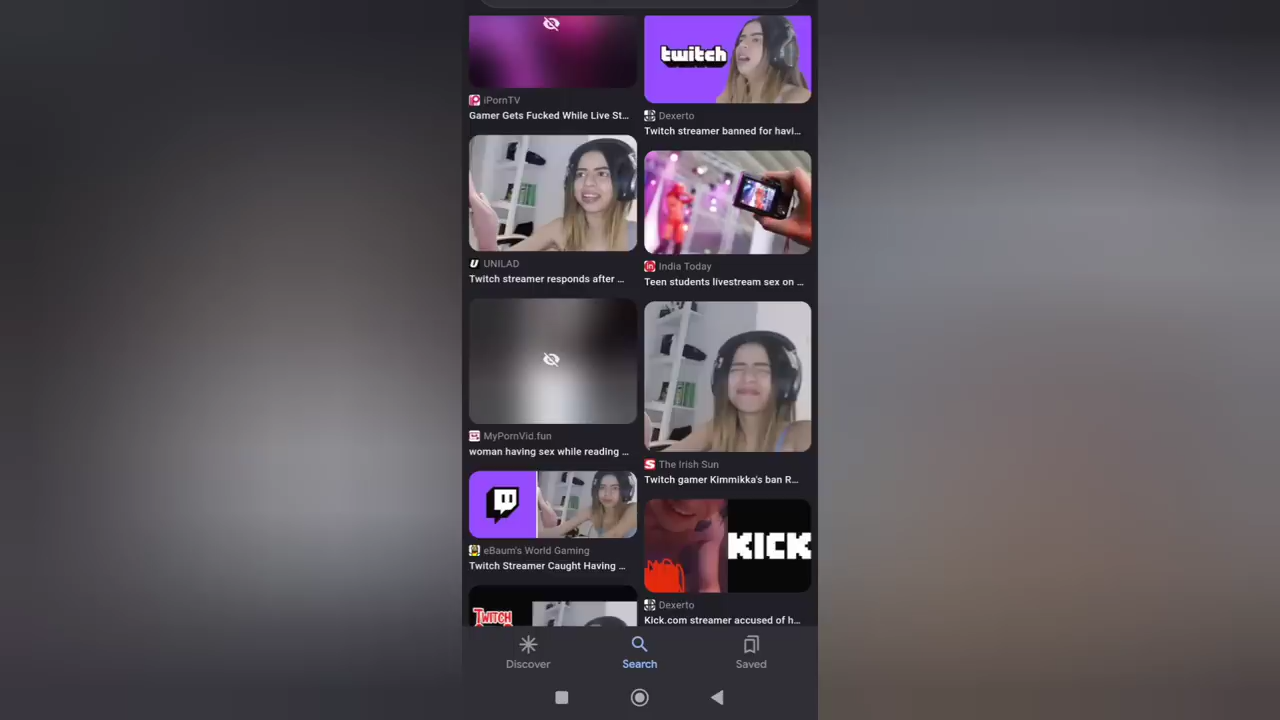 iPornTV
Gamer Gets Fucked While Live St...
twitch
Dexerto
Twitch streamer banned for havi...
UNILAD
Twitch streamer responds after ...
India Today
Teen students livestream sex on ...
MyPornVid.fun
woman having sex while reading ...
The Irish Sun
Twitch gamer Kimmikka's ban R...
eBaum's World Gaming
Twitch Streamer Caught Having ...
KICK
Dexerto
Kick.com streamer accused of h...
TWITCH
Discover
Search
Saved